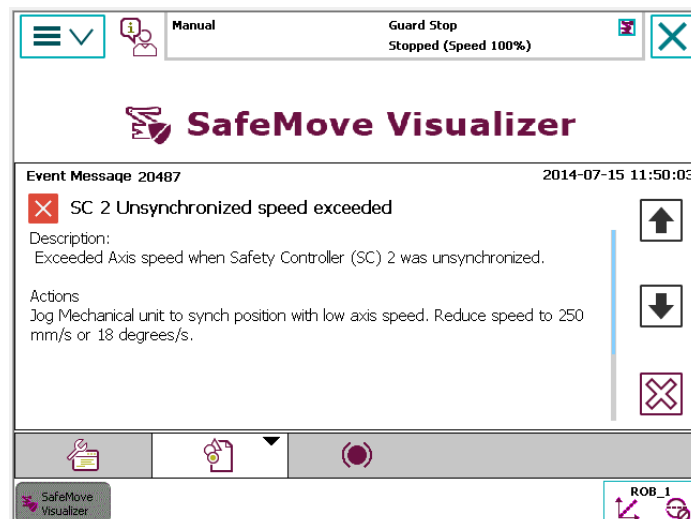 Manual
Guard Stop
Stopped (Speed 100%)
SafeMove Visualizer
Event Message 20487
2014-07-15 11:50:03
SC 2 Unsynchronized speed exceeded
Description:
Exceeded Axis speed when Safety Controller (SC) 2 was unsynchronized.
Actions
Jog Mechanical unit to synch position with low axis speed. Reduce speed to 250
mm/s or 18 degrees/s.
SafeMove
Visualizer
ROB_1